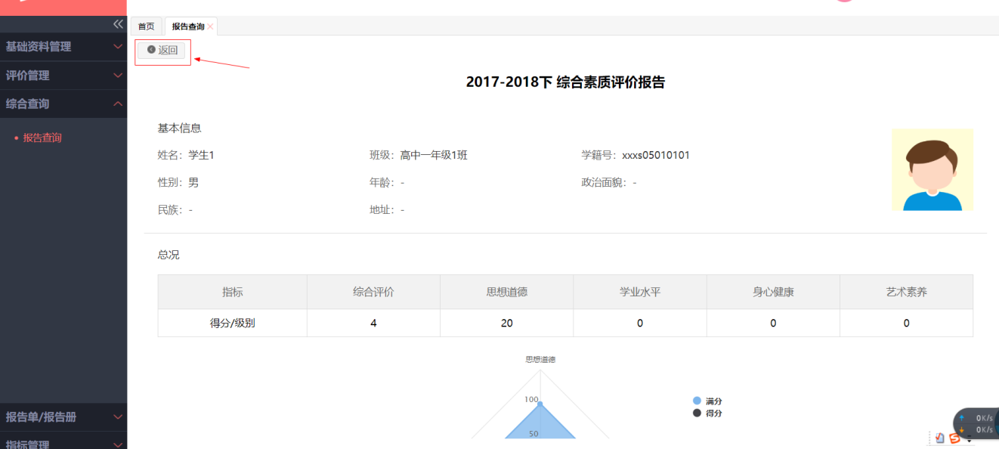 首页 报告查询
基础资料管理
评价管理
综合查询
报告查询
报告单/报告册
指标管理
返回
2017-2018下 综合素质评价报告
基本信息
姓名: 学生1 班级: 高中一年级1班 学籍号: xxxs05010101
性别: 男 年龄: - 政治面貌: -
民族: - 地址: -
总况
指标 综合评价 思想道德 学业水平 身心健康 艺术素养
得分/级别 4 20 0 0 0
思想道德
100
50
满分
得分
0K/s
0K/s